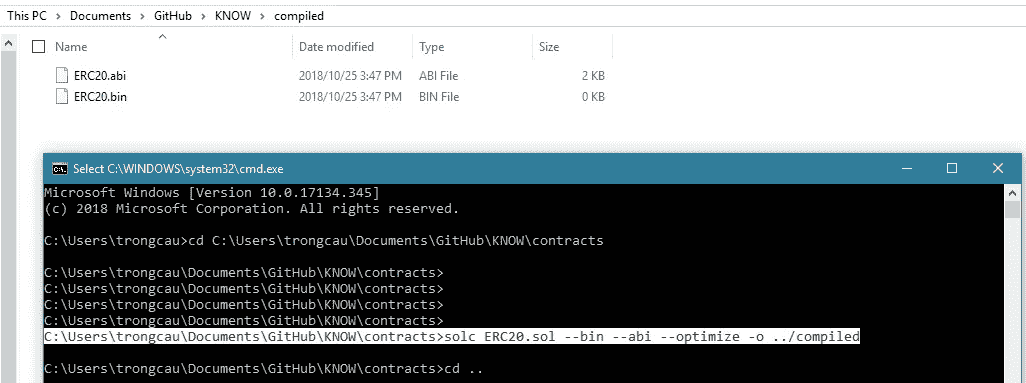 This PC > Documents > GitHub > KNOW > compiled
Name Date modified Type Size
ERC20.abi 2018/10/25 3:47 PM ABI File 2 KB
ERC20.bin 2018/10/25 3:47 PM BIN File 0 KB
Select C:\WINDOWS\system32\cmd.exe
Microsoft Windows [Version 10.0.17134.345]
(c) 2018 Microsoft Corporation. All rights reserved.
C:\Users\trongcau>cd C:\Users\trongcau\Documents\GitHub\KNOW\contracts
C:\Users\trongcau\Documents\GitHub\KNOW\contracts>
C:\Users\trongcau\Documents\GitHub\KNOW\contracts>
C:\Users\trongcau\Documents\GitHub\KNOW\contracts>
C:\Users\trongcau\Documents\GitHub\KNOW\contracts>
C:\Users\trongcau\Documents\GitHub\KNOW\contracts>solc ERC20.sol --bin --abi --optimize -o ../compiled
C:\Users\trongcau\Documents\GitHub\KNOW\contracts>cd ..